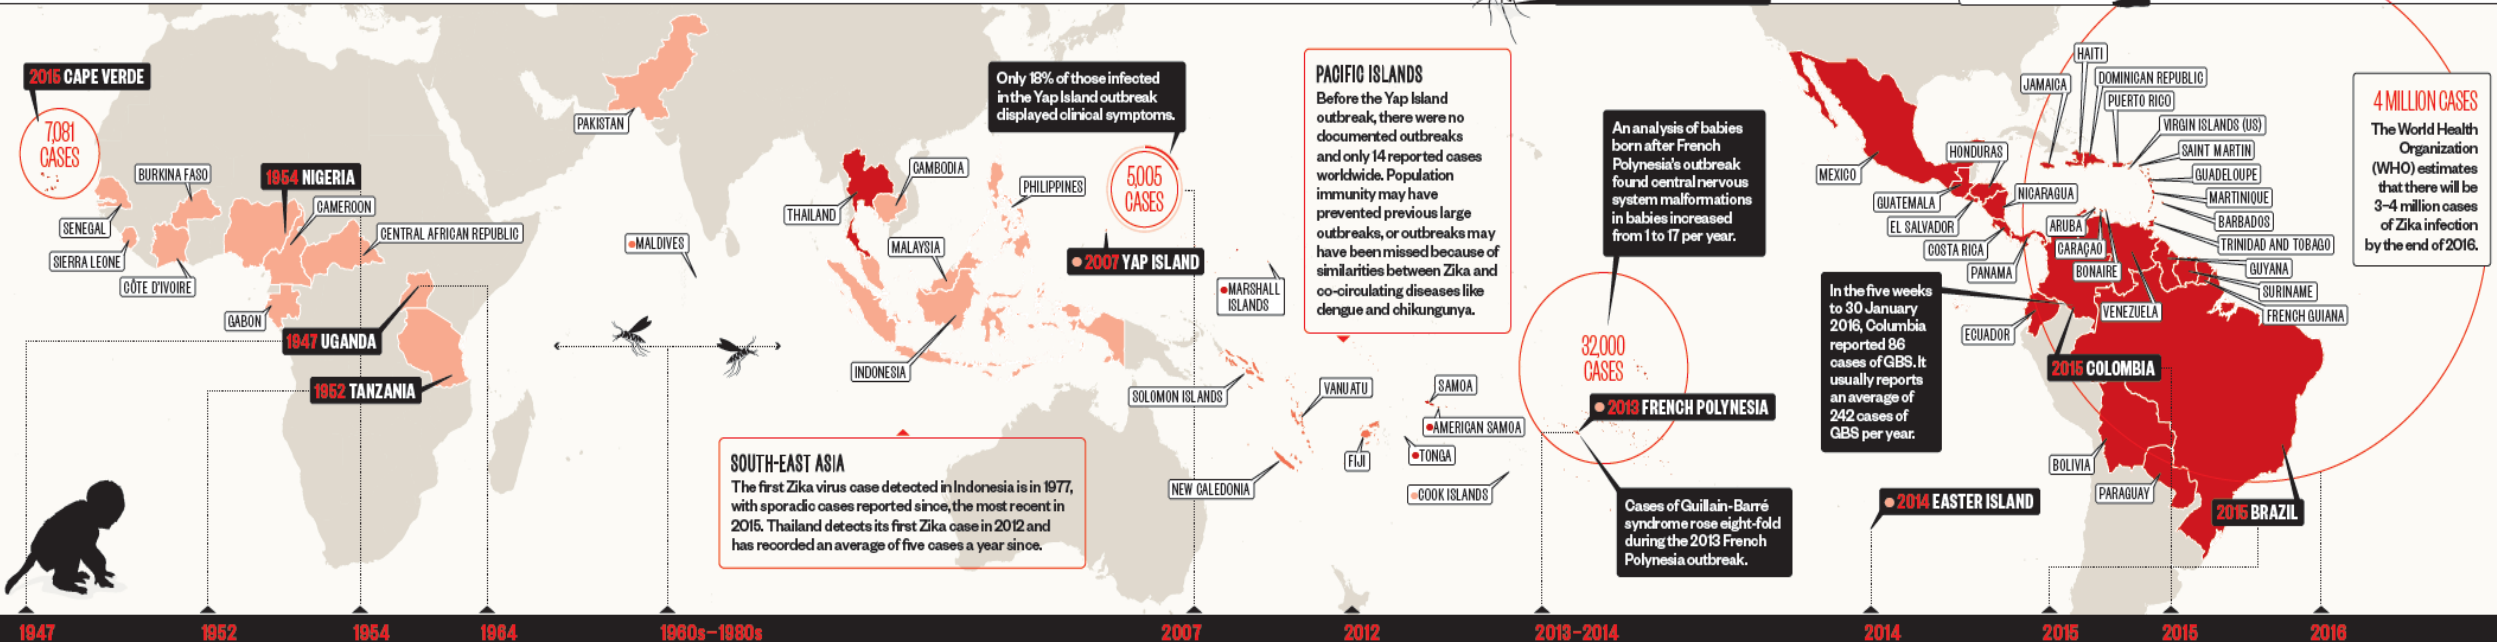 2015 CAPE VERDE
7,081
CASES
SENEGAL
SIERRA LEONE
BURKINA FASO
CÔTE D'IVOIRE
1954 NIGERIA
CAMEROON
CENTRAL AFRICAN REPUBLIC
GABON
1947 UGANDA
1952 TANZANIA
PAKISTAN
MALDIVES
THAILAND
CAMBODIA
PHILIPPINES
MALAYSIA
INDONESIA
Only 18% of those infected
in the Yap Island outbreak
displayed clinical symptoms.
5,005
CASES
2007 YAP ISLAND
MARSHALL
ISLANDS
SOUTH-EAST ASIA
The first Zika virus case detected in Indonesia is in 1977,
with sporadic cases reported since, the most recent in
2015. Thailand detects its first Zika case in 2012 and
has recorded an average of five cases a year since.
PACIFIC ISLANDS
Before the Yap Island
outbreak, there were no
documented outbreaks
and only 14 reported cases
worldwide. Population
immunity may have
prevented previous large
outbreaks, or outbreaks may
have been missed because of
similarities between Zika and
co-circulating diseases like
dengue and chikungunya.
SOLOMON ISLANDS
VANUATU
NEW CALEDONIA
FIJI
SAMOA
AMERICAN SAMOA
TONGA
COOK ISLANDS
An analysis of babies
born after French
Polynesia's outbreak
found central nervous
system malformations
in babies increased
from 1 to 17 per year.
32,000
CASES
2013 FRENCH POLYNESIA
Cases of Guillain-Barré
syndrome rose eight-fold
during the 2013 French
Polynesia outbreak.
MEXICO
GUATEMALA
EL SALVADOR
HONDURAS
NICARAGUA
COSTA RICA
PANAMA
JAMAICA
HAITI
DOMINICAN REPUBLIC
PUERTO RICO
VIRGIN ISLANDS (US)
SAINT MARTIN
GUADELOUPE
MARTINIQUE
BARBADOS
TRINIDAD AND TOBAGO
ARUBA
CARAÇAO
BONAIRE
VENEZUELA
GUYANA
SURINAME
FRENCH GUIANA
ECUADOR
In the five weeks
to 30 January
2016, Columbia
reported 86
cases of GBS. It
usually reports
an average of
242 cases of
GBS per year.
2015 COLOMBIA
BOLIVIA
PARAGUAY
2014 EASTER ISLAND
2015 BRAZIL
4 MILLION CASES
The World Health
Organization
(WHO) estimates
that there will be
3–4 million cases
of Zika infection
by the end of 2016.
1947
1952
1954
1964
1960s–1980s
2007
2012
2013–2014
2014
2015
2015
2016